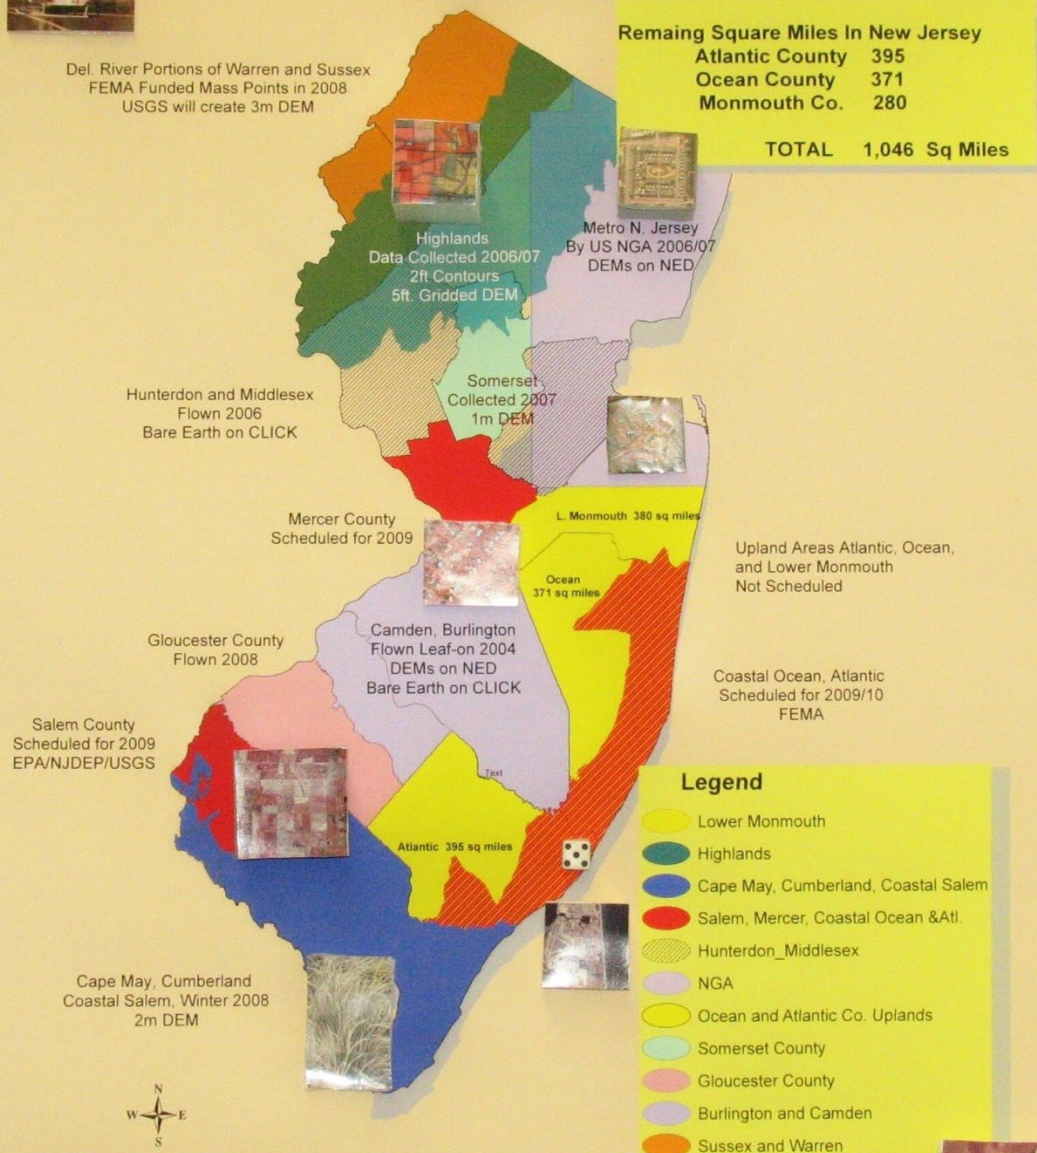 Remaing Square Miles In New Jersey
Atlantic County 395
Ocean County 371
Monmouth Co. 280
TOTAL 1,046 Sq Miles
Del. River Portions of Warren and Sussex
FEMA Funded Mass Points in 2008
USGS will create 3m DEM
Highlands
Data Collected 2006/07
2ft Contours
5ft. Gridded DEM
Metro N. Jersey
By US NGA 2006/07
DEMs on NED
Hunterdon and Middlesex
Flown 2006
Bare Earth on CLICK
Somerset
Collected 2007
1m DEM
Mercer County
Scheduled for 2009
L. Monmouth 380 sq miles
Upland Areas Atlantic, Ocean,
and Lower Monmouth
Not Scheduled
Ocean
371 sq miles
Gloucester County
Flown 2008
Camden, Burlington
Flown Leaf-on 2004
DEMs on NED
Bare Earth on CLICK
Coastal Ocean, Atlantic
Scheduled for 2009/10
FEMA
Salem County
Scheduled for 2009
EPA/NJDEP/USGS
Text
Atlantic 395 sq miles
Cape May, Cumberland
Coastal Salem, Winter 2008
2m DEM
N
W E
S
Legend
Lower Monmouth
Highlands
Cape May, Cumberland, Coastal Salem
Salem, Mercer, Coastal Ocean &Atl.
Hunterdon_Middlesex
NGA
Ocean and Atlantic Co. Uplands
Somerset County
Gloucester County
Burlington and Camden
Sussex and Warren